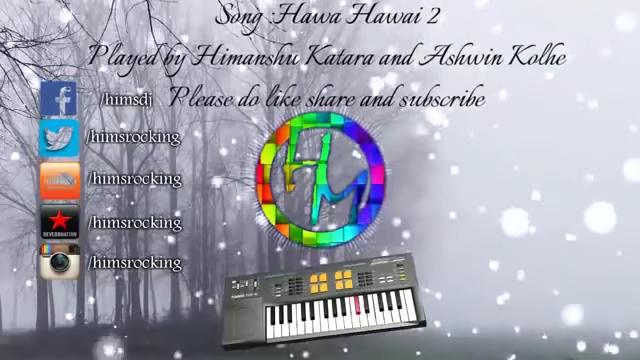 Song :Hawa Hawai 2
Played by Himanshu Katara and Ashwin Kolhe
Please do like share and subscribe
/himsdj
/himsrocking
/himsrocking
/himsrocking
REVERBNATION
/himsrocking